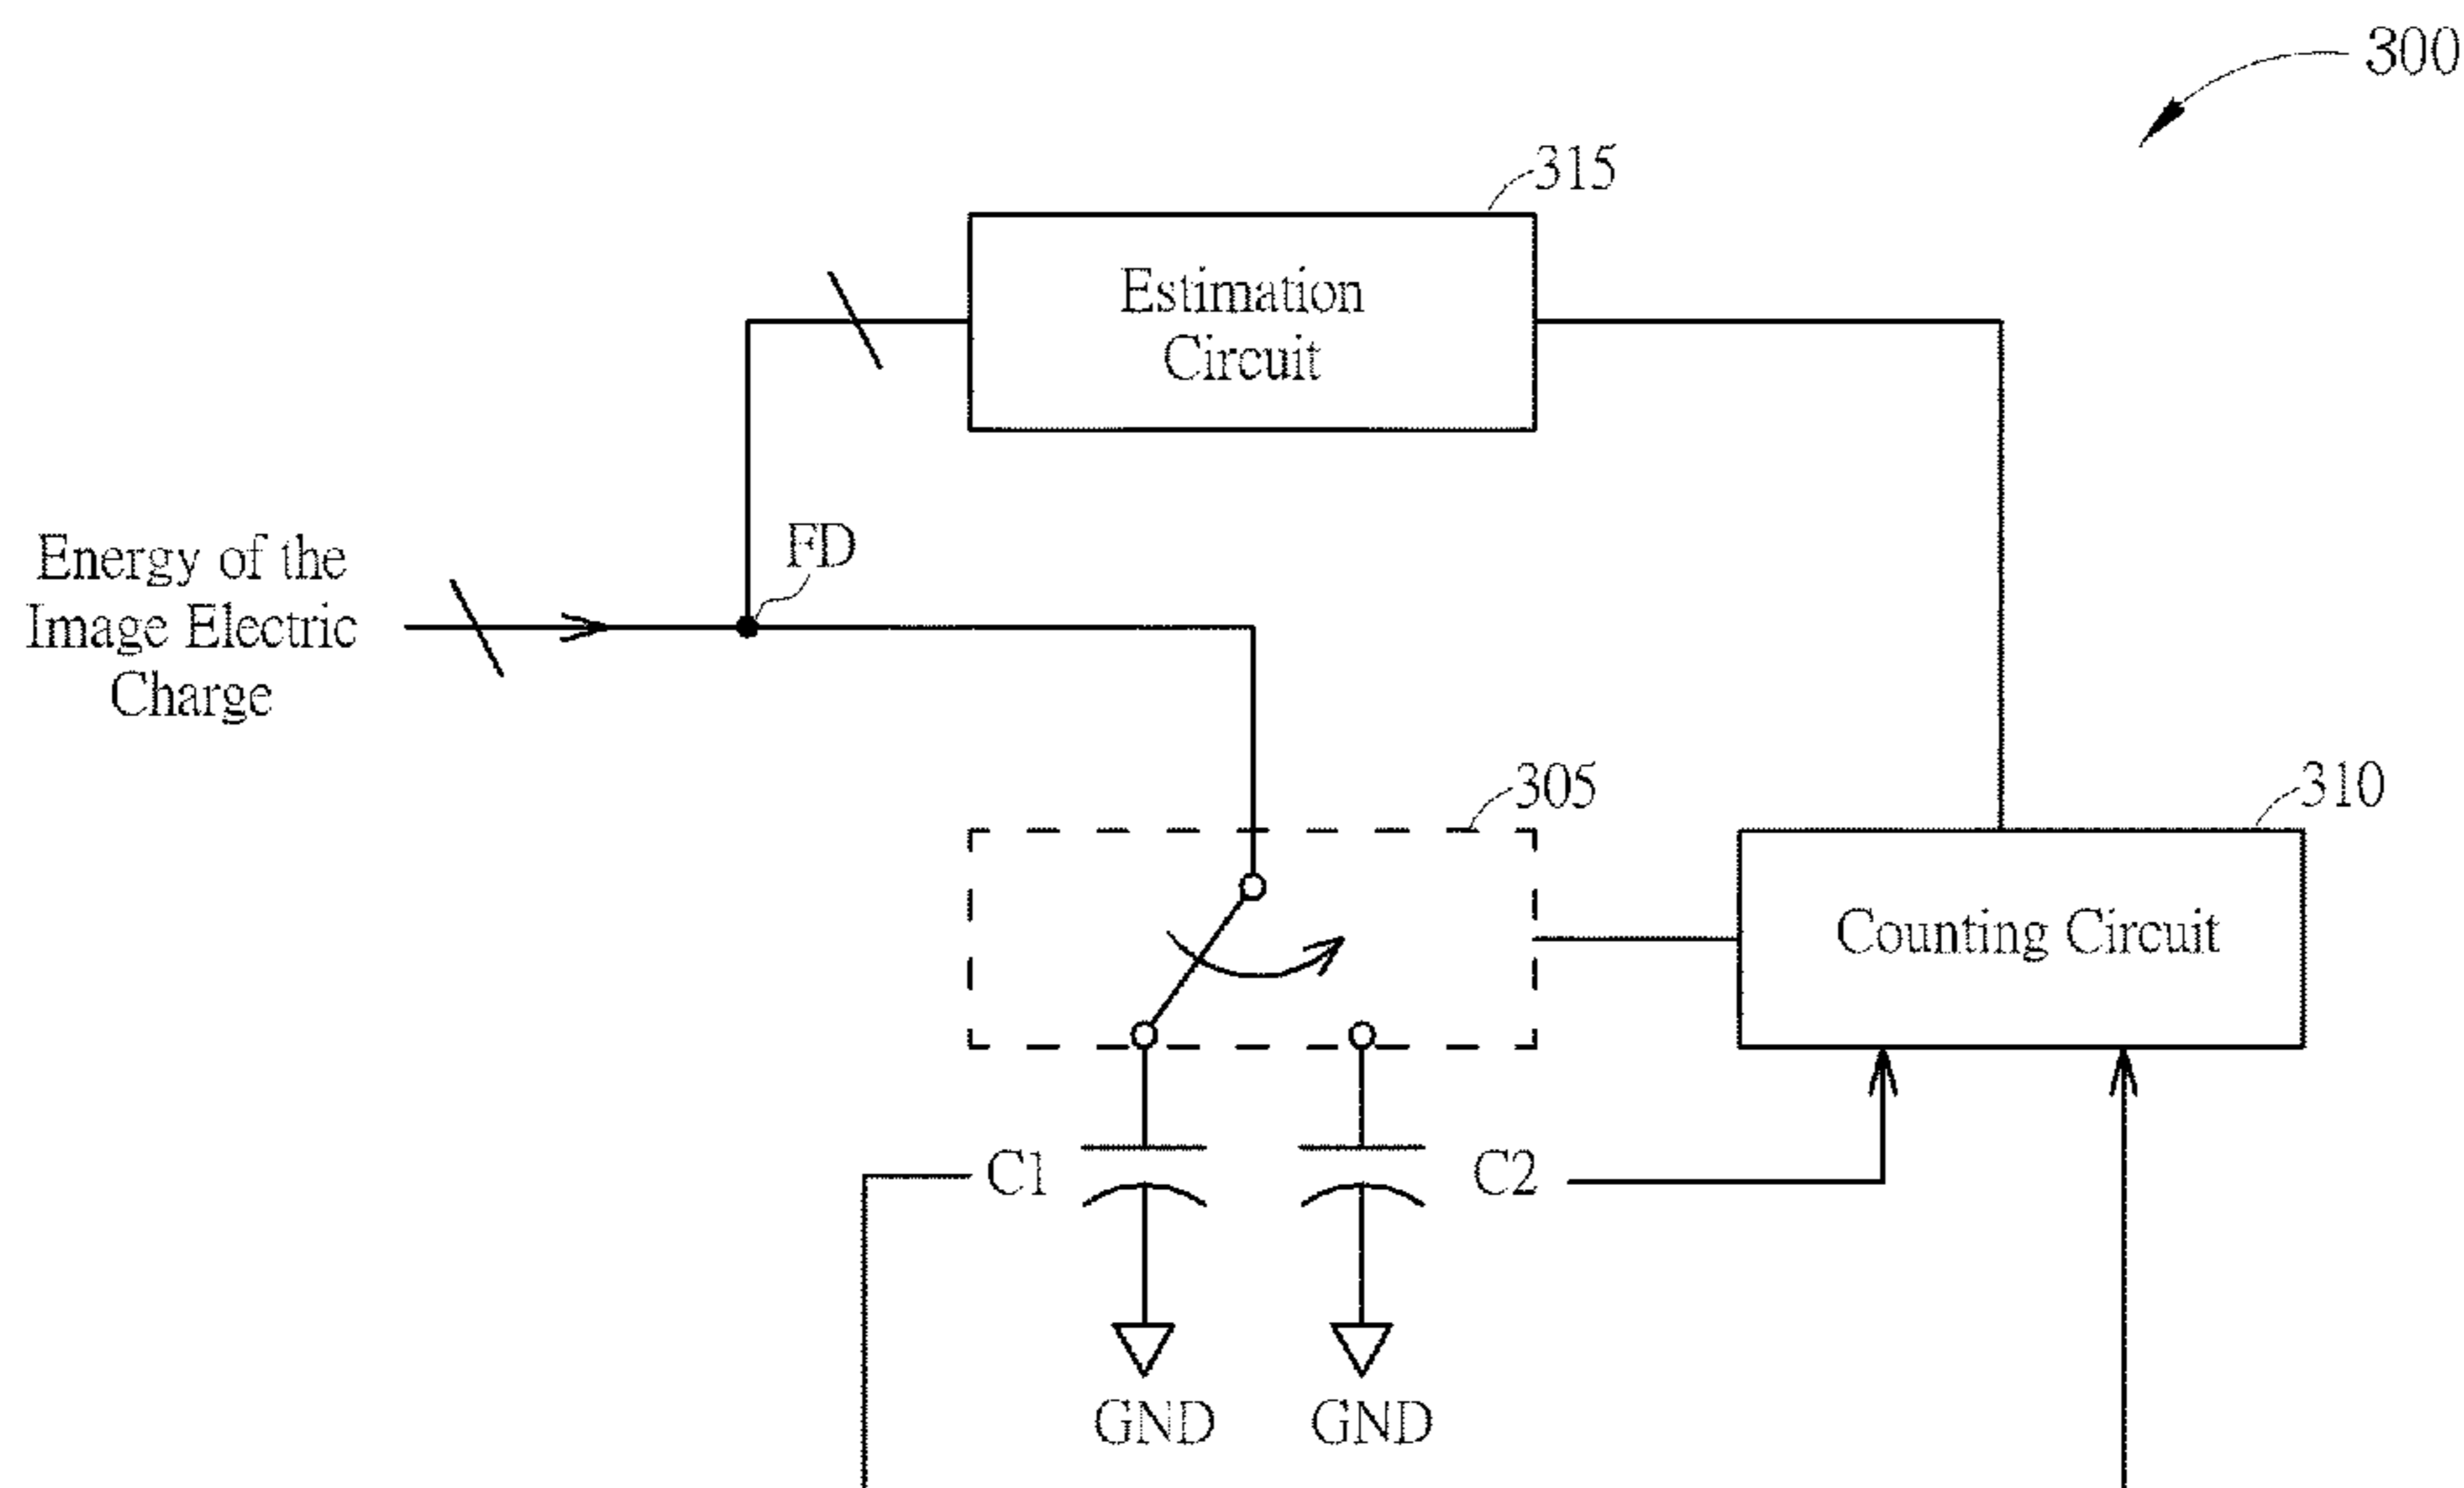 300
315
Estimation
Circuit
FD
Energy of the
Image Electric
Charge
305
310
Counting Circuit
C1
C2
GND
GND